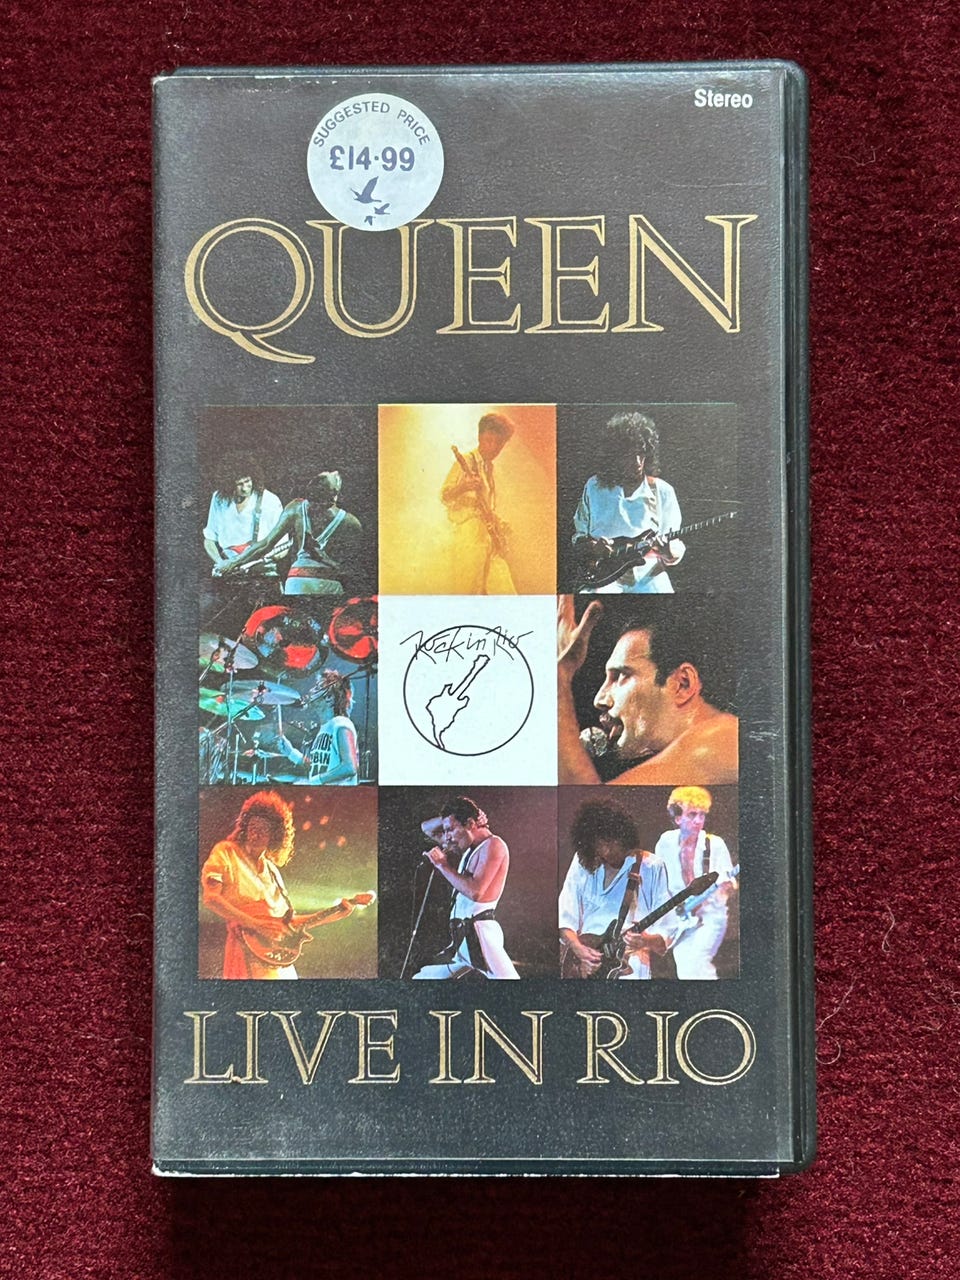 Stereo
SUGGESTED PRICE
£14·99
QUEEN
Rock in Rio
LIVE IN RIO